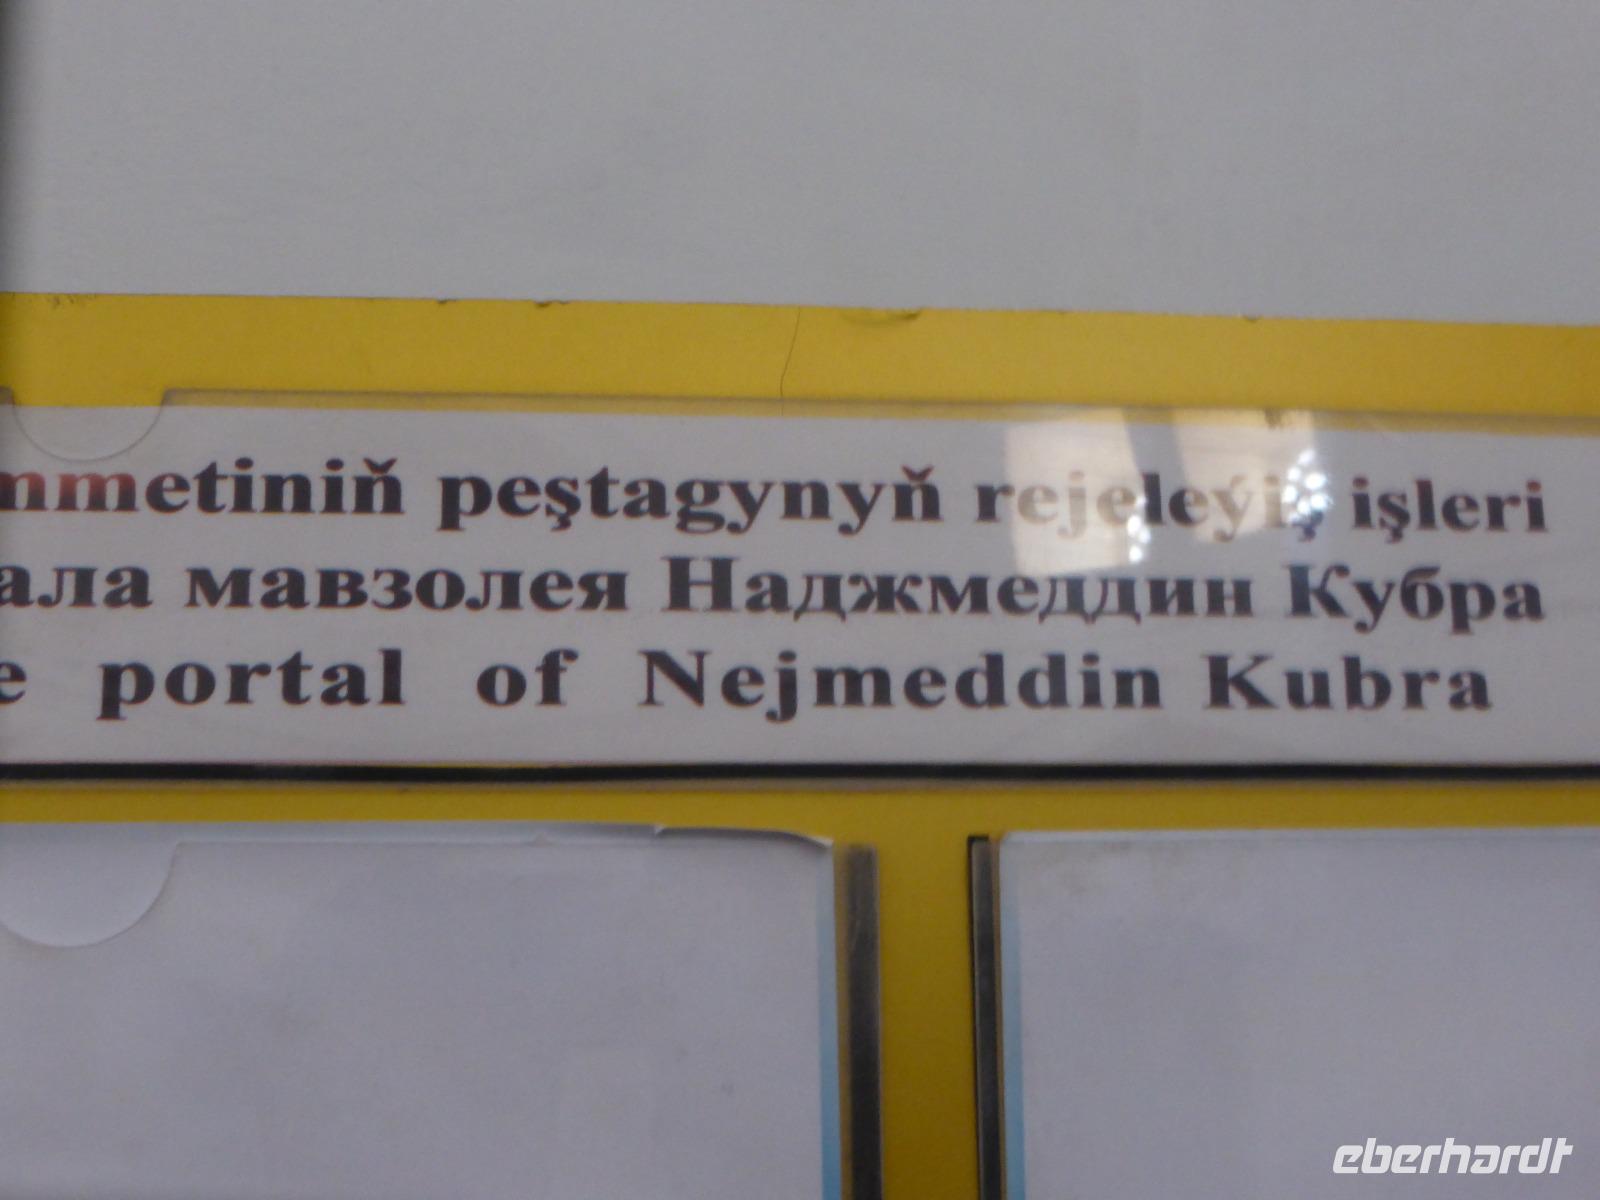 mmetiniň peştagynyň rejeleýiş işleri
ала мавзолея Наджмеддин Кубра
e portal of Nejmeddin Kubra
eberhardt